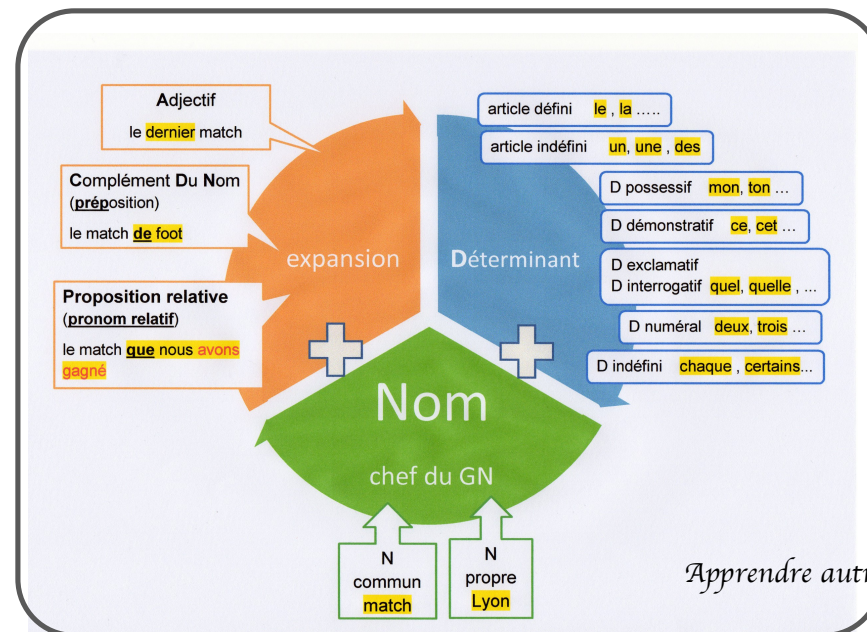 Adjectif
le dernier match
Complément Du Nom
(préposition)
le match de foot
Proposition relative
(pronom relatif)
le match que nous avons
gagné
expansion
Déterminant
article défini le , la .....
article indéfini un, une , des
D possessif mon, ton ...
D démonstratif ce, cet ...
D exclamatif
D interrogatif quel, quelle , ...
D numéral deux, trois ...
D indéfini chaque , certains...
Nom
chef du GN
N
commun
match
N
propre
Lyon
Apprendre